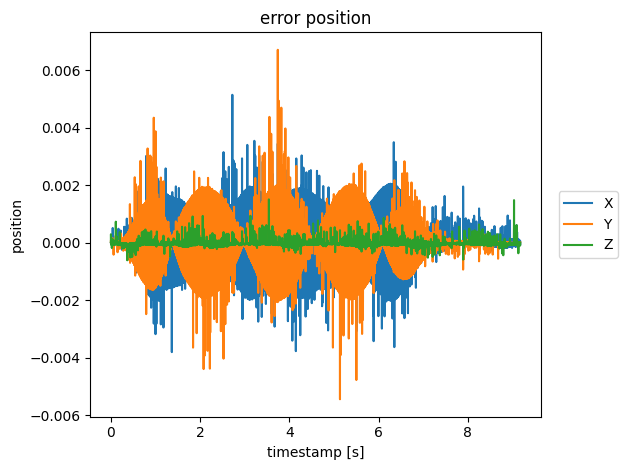 error position
0.006
0.004
0.002
0.000
−0.002
−0.004
−0.006
position
0 2 4 6 8
timestamp [s]
X
Y
Z